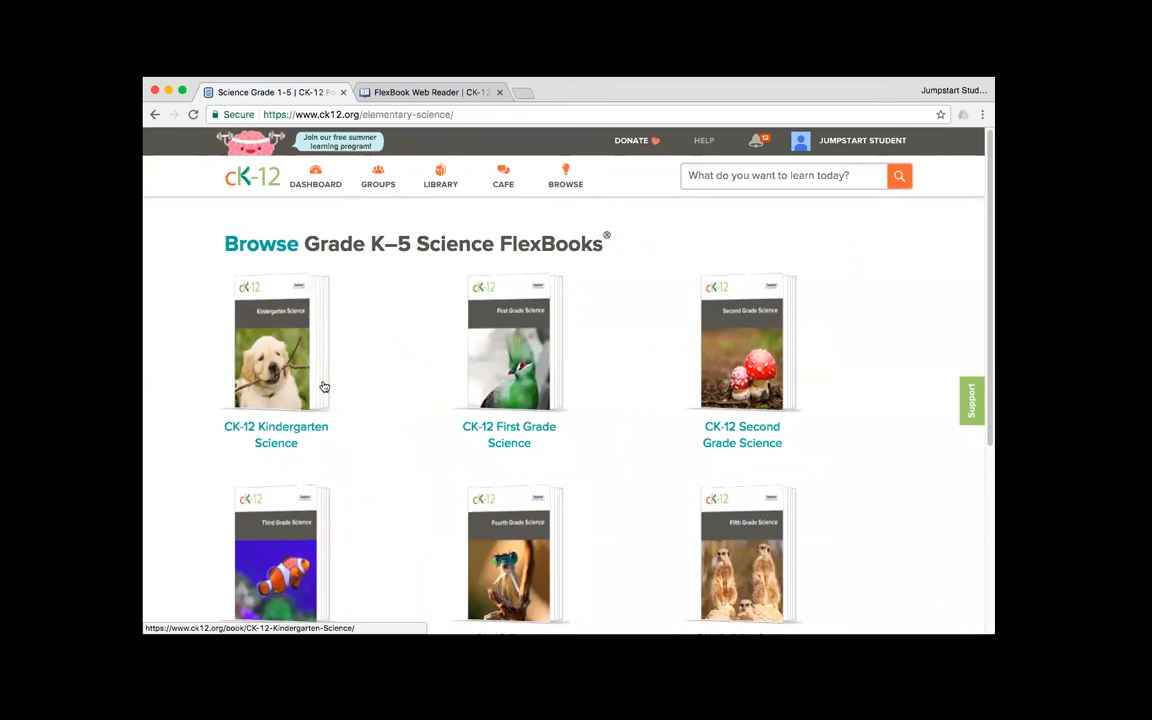 Science Grade 1-5 | CK-12 Fo
FlexBook Web Reader | CK-12
Jumpstart Stud...
Secure https://www.ck12.org/elementary-science/
Join our free summer
learning program!
DONATE
HELP
12
JUMPSTART STUDENT
cK-12
DASHBOARD
GROUPS
LIBRARY
CAFE
BROWSE
What do you want to learn today?
Browse Grade K–5 Science FlexBooks®
cK-12
Kindergarten Science
cK-12
First Grade Science
cK-12
Second Grade Science
CK-12 Kindergarten
Science
CK-12 First Grade
Science
CK-12 Second
Grade Science
Support
cK-12
Third Grade Science
cK-12
Fourth Grade Science
cK-12
Fifth Grade Science
https://www.ck12.org/book/CK-12-Kindergarten-Science/